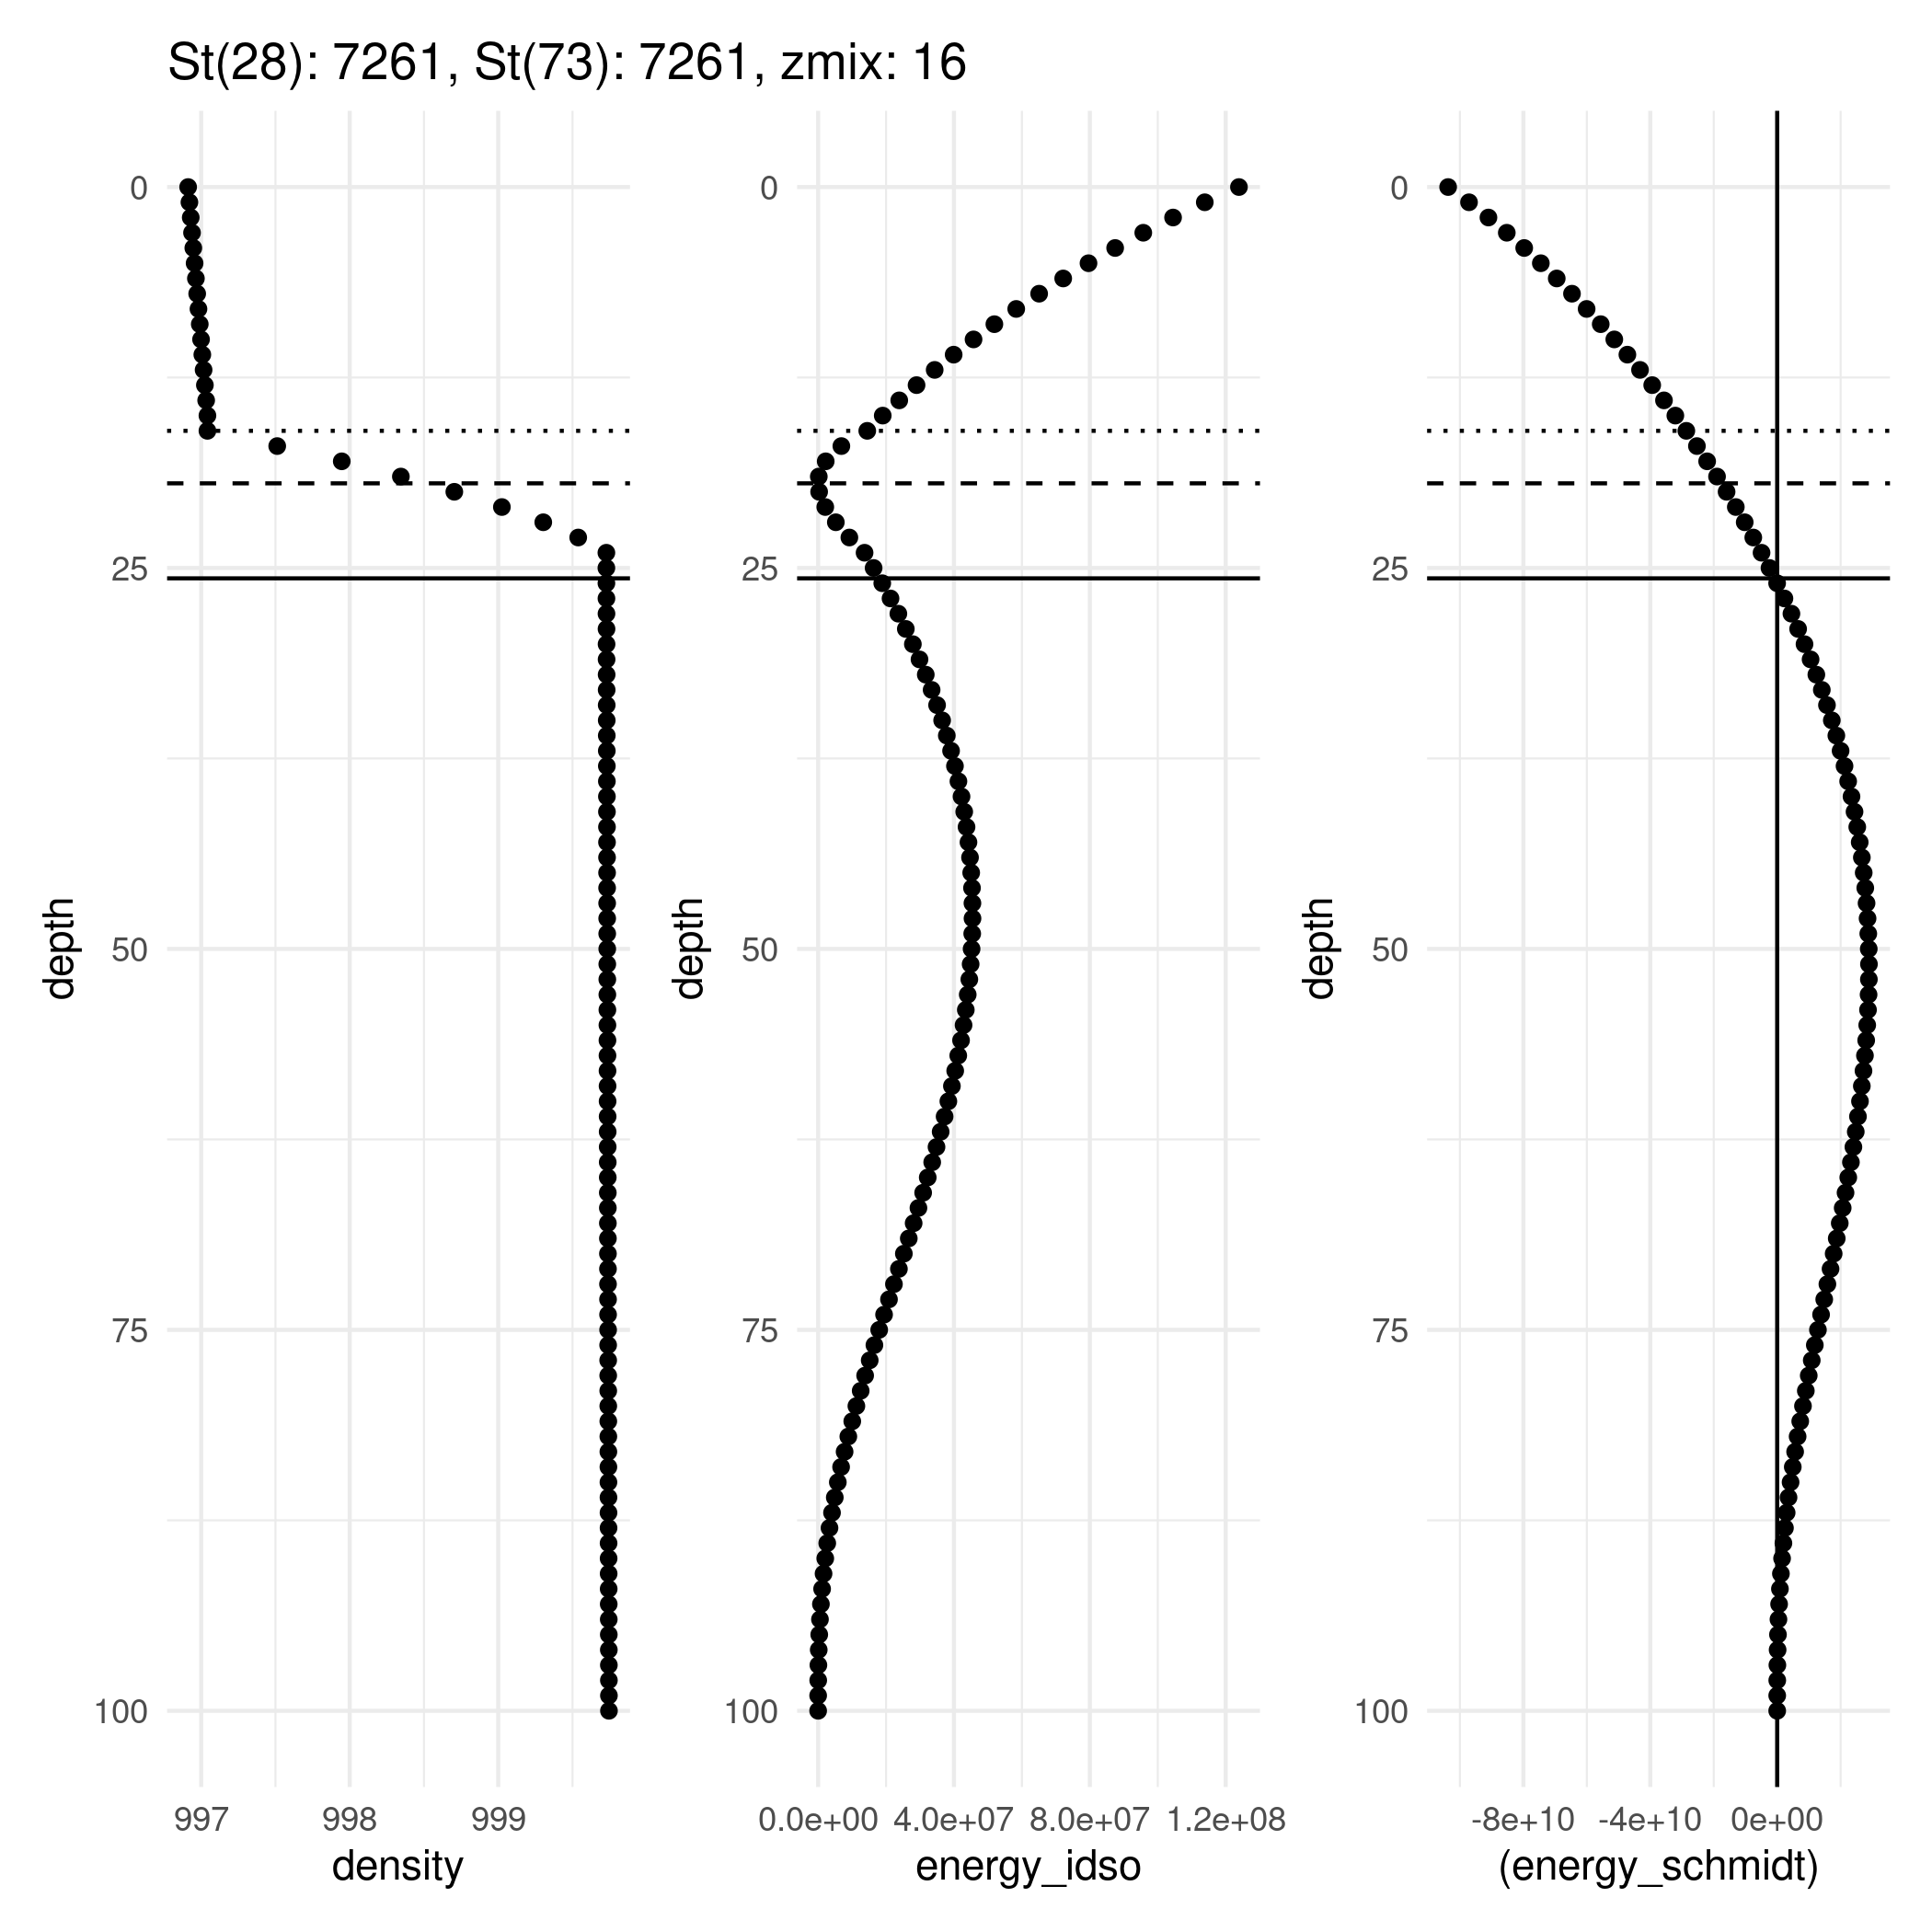 St(28): 7261, St(73): 7261, zmix: 16
depth
0
25
50
75
100
997 998 999
density
depth
0
25
50
75
100
0.0e+00 4.0e+07 8.0e+07 1.2e+08
energy_idso
depth
0
25
50
75
100
-8e+10 -4e+10 0e+00
(energy_schmidt)